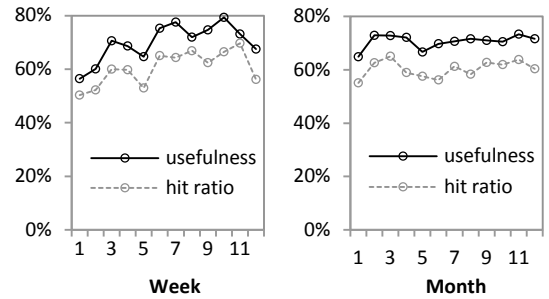 80%
60%
40%
20%
0%
usefulness
hit ratio
1 3 5 7 9 11
Week
80%
60%
40%
20%
0%
usefulness
hit ratio
1 3 5 7 9 11
Month